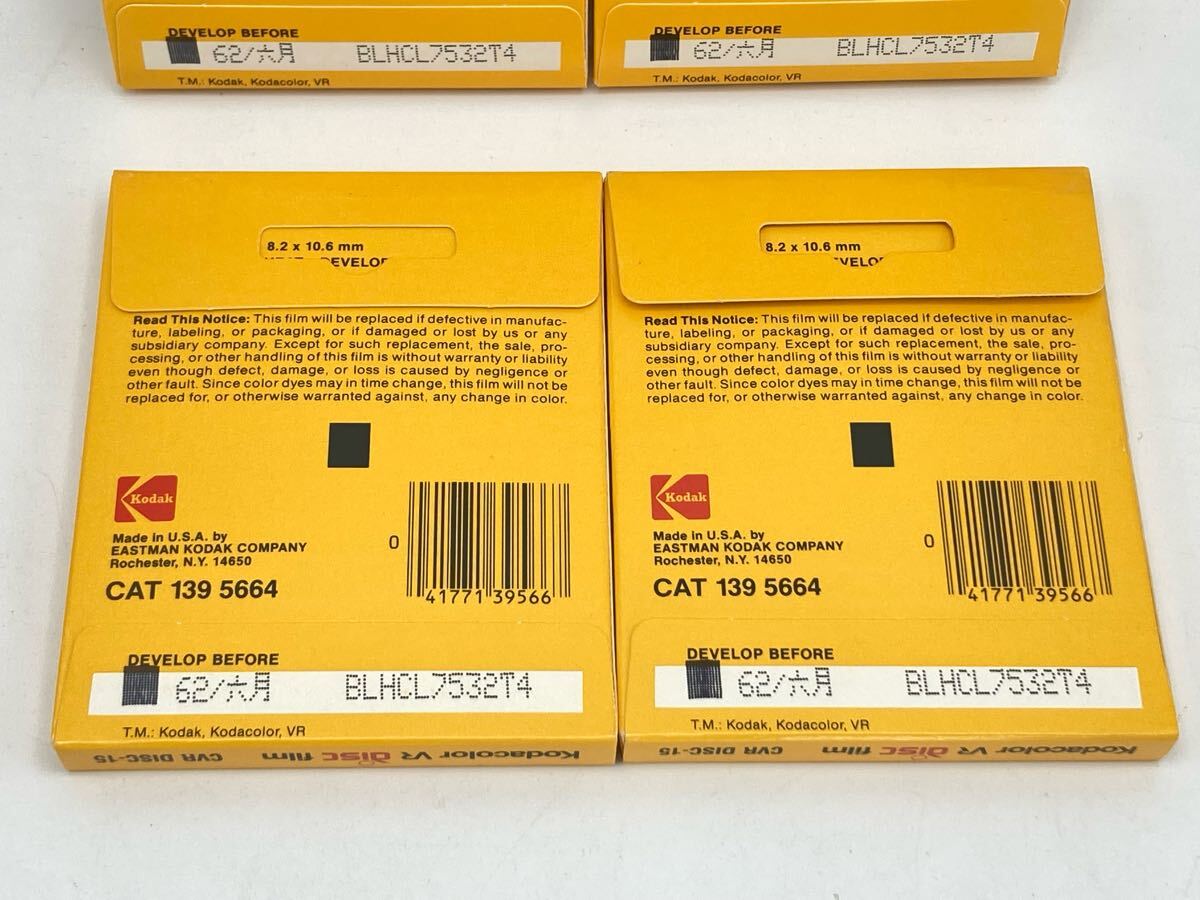 DEVELOP BEFORE
62/六月 BLHCL7532T4
T.M.: Kodak, Kodacolor, VR
DEVELOP BEFORE
62/六月 BLHCL7532T4
T.M.: Kodak, Kodacolor, VR
8.2 x 10.6 mm
Read This Notice: This film will be replaced if defective in manufac-
ture, labeling, or packaging, or if damaged or lost by us or any
subsidiary company. Except for such replacement, the sale, pro-
cessing, or other handling of this film is without warranty or liability
even though defect, damage, or loss is caused by negligence or
other fault. Since color dyes may in time change, this film will not be
replaced for, or otherwise warranted against, any change in color.
Kodak
Made in U.S.A. by
EASTMAN KODAK COMPANY
Rochester, N.Y. 14650
CAT 139 5664
0 41771 39566
DEVELOP BEFORE
62/六月 BLHCL7532T4
T.M.: Kodak, Kodacolor, VR
Kodacolor VR disc film CVR DISC-15
8.2 x 10.6 mm
Read This Notice: This film will be replaced if defective in manufac-
ture, labeling, or packaging, or if damaged or lost by us or any
subsidiary company. Except for such replacement, the sale, pro-
cessing, or other handling of this film is without warranty or liability
even though defect, damage, or loss is caused by negligence or
other fault. Since color dyes may in time change, this film will not be
replaced for, or otherwise warranted against, any change in color.
Kodak
Made in U.S.A. by
EASTMAN KODAK COMPANY
Rochester, N.Y. 14650
CAT 139 5664
0 41771 39566
DEVELOP BEFORE
62/六月 BLHCL7532T4
T.M.: Kodak, Kodacolor, VR
Kodacolor VR disc film CVR DISC-15